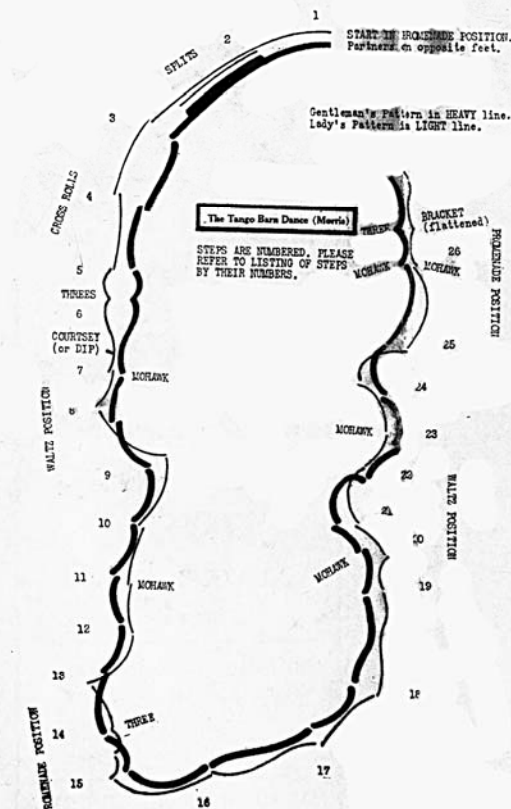 1
START IN PROMENADE POSITION.
Partners on opposite feet.
2
SPLITS
3
Gentleman's Pattern in HEAVY line.
Lady's Pattern is LIGHT line.
4
CROSS ROLLS
The Tango Barn Dance (Morris)
STEPS ARE NUMBERED. PLEASE
REFER TO LISTING OF STEPS
BY THEIR NUMBERS.
THREE
BRACKET
(flattened)
26
MOHAWK
MOHAWK
PROMENADE POSITION
5
THREES
6
COURTSEY
(or DIP)
7
MOHAWK
8
WALTZ POSITION
25
24
MOHAWK
23
9
22
10
21
20
WALTZ POSITION
11
MOHAWK
MOHAWK
19
12
13
18
14
THREE
PROMENADE POSITION
15
16
17